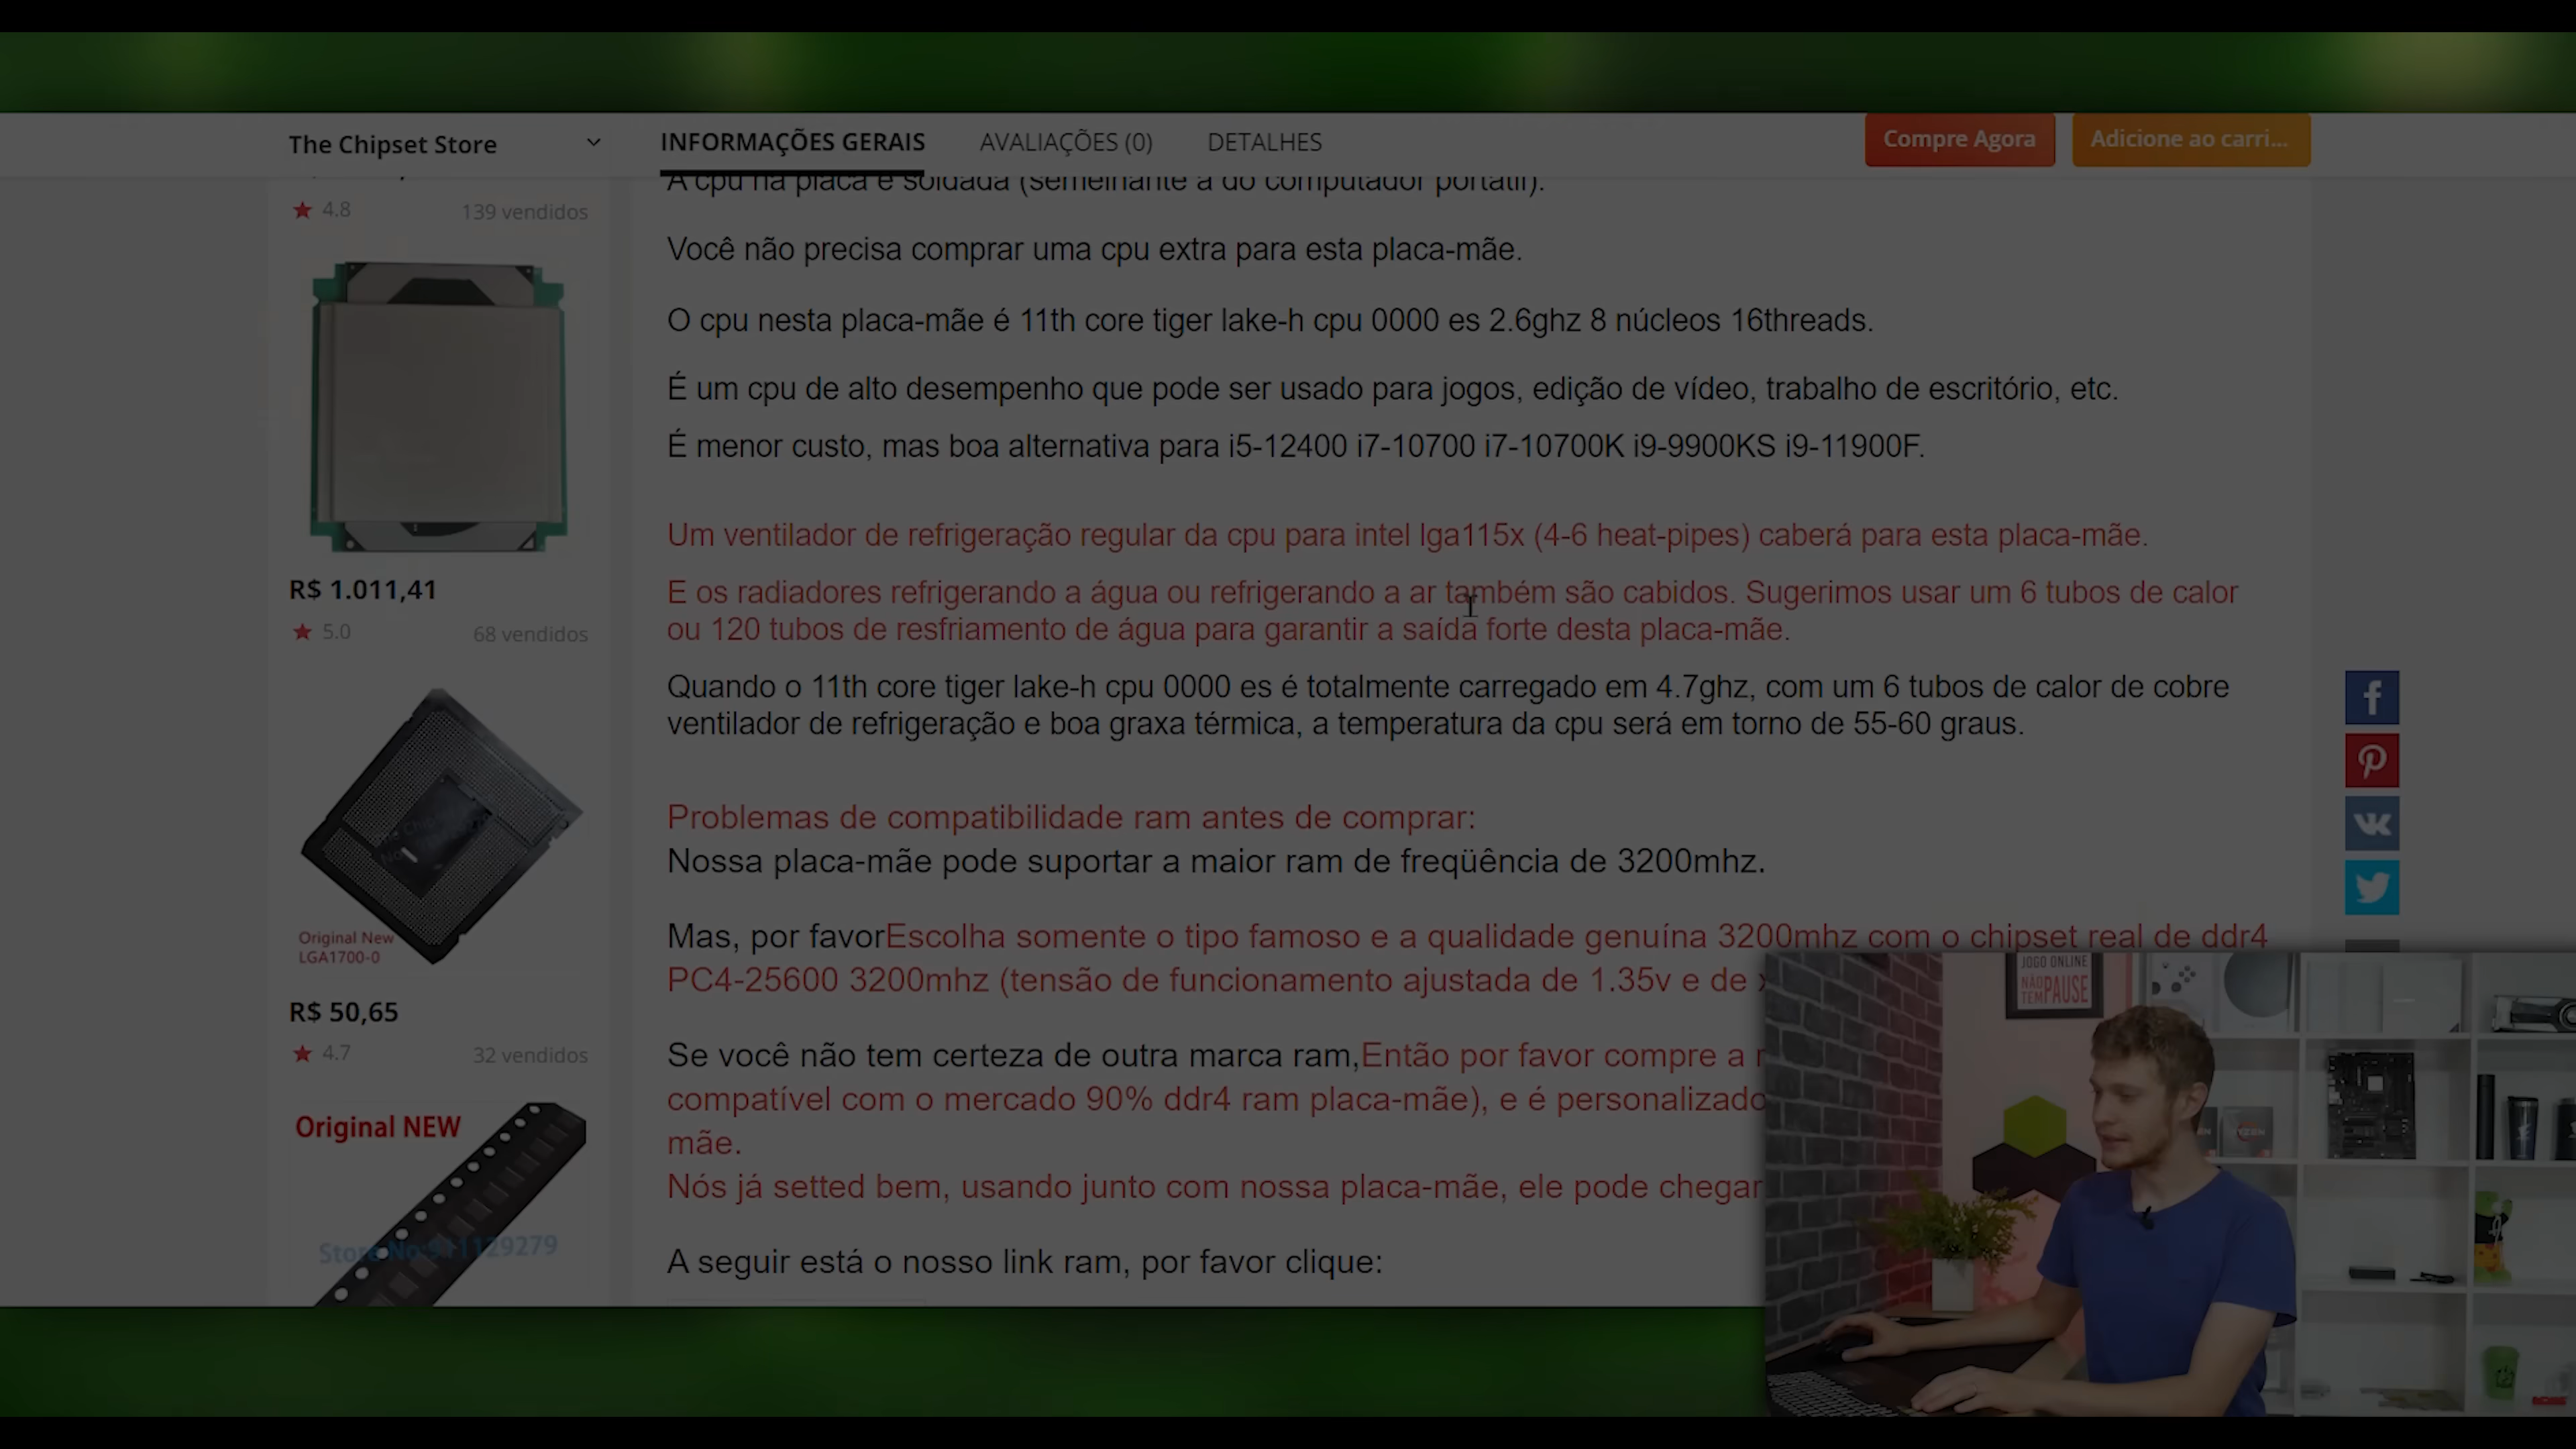 The Chipset Store
INFORMAÇÕES GERAIS
AVALIAÇÕES (0)
DETALHES
Compre Agora
Adicione ao carri...
4.8
139 vendidos
R$ 1.011,41
5.0
68 vendidos
Original New
LGA1700-0
R$ 50,65
4.7
32 vendidos
Original NEW
A cpu na placa é soldada (semelhante à do computador portátil).
Você não precisa comprar uma cpu extra para esta placa-mãe.
O cpu nesta placa-mãe é 11th core tiger lake-h cpu 0000 es 2.6ghz 8 núcleos 16threads.
É um cpu de alto desempenho que pode ser usado para jogos, edição de vídeo, trabalho de escritório, etc.
É menor custo, mas boa alternativa para i5-12400 i7-10700 i7-10700K i9-9900KS i9-11900F.
Um ventilador de refrigeração regular da cpu para intel lga115x (4-6 heat-pipes) caberá para esta placa-mãe.
E os radiadores refrigerando a água ou refrigerando a ar também são cabidos. Sugerimos usar um 6 tubos de calor
ou 120 tubos de resfriamento de água para garantir a saída forte desta placa-mãe.
Quando o 11th core tiger lake-h cpu 0000 es é totalmente carregado em 4.7ghz, com um 6 tubos de calor de cobre
ventilador de refrigeração e boa graxa térmica, a temperatura da cpu será em torno de 55-60 graus.
Problemas de compatibilidade ram antes de comprar:
Nossa placa-mãe pode suportar a maior ram de freqüência de 3200mhz.
Mas, por favorEscolha somente o tipo famoso e a qualidade genuína 3200mhz com o chipset real de ddr4
PC4-25600 3200mhz (tensão de funcionamento ajustada de 1.35v e de
Se você não tem certeza de outra marca ram,Então por favor compre a
compatível com o mercado 90% ddr4 ram placa-mãe), e é personalizado
mãe.
Nós já setted bem, usando junto com nossa placa-mãe, ele pode chegar
A seguir está o nosso link ram, por favor clique:
JOGO ONLINE
NÃO
TEM PAUSE
RYZEN